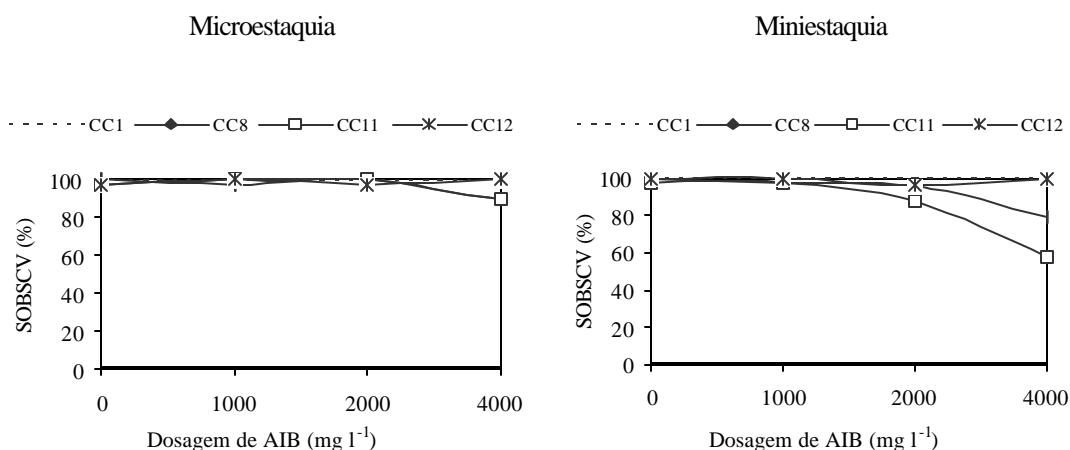 Microestaquia
CC1 CC8 CC11 CC12
SOBSCV (%)
100
80
60
40
20
0
0 1000 2000 4000
Dosagem de AIB (mg l-1)
Miniestaquia
CC1 CC8 CC11 CC12
SOBSCV (%)
100
80
60
40
20
0
0 1000 2000 4000
Dosagem de AIB (mg l-1)